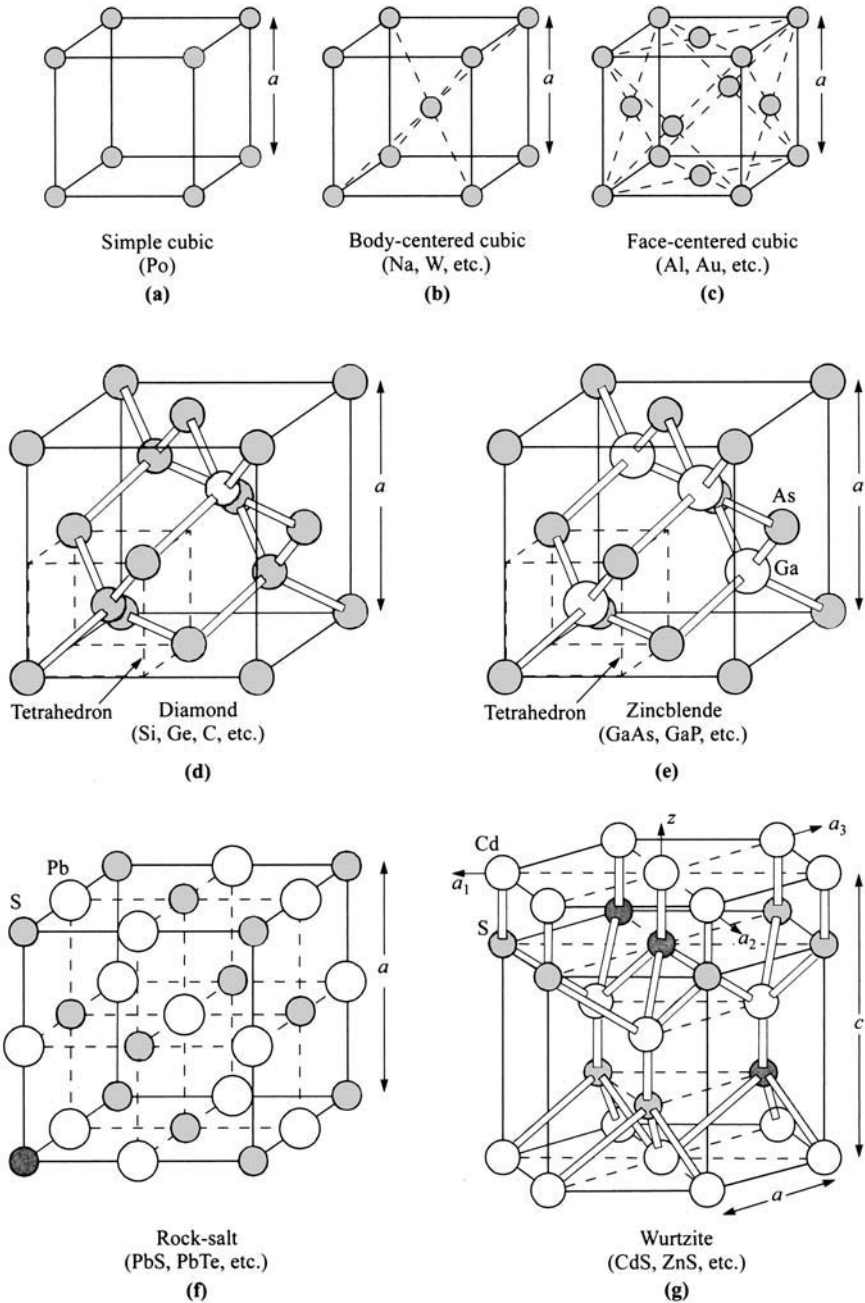 a
a
a
Simple cubic
(Po)
(a)
Body-centered cubic
(Na, W, etc.)
(b)
Face-centered cubic
(Al, Au, etc.)
(c)
a
Tetrahedron
Diamond
(Si, Ge, C, etc.)
(d)
As
a
Ga
Tetrahedron
Zincblende
(GaAs, GaP, etc.)
(e)
Pb
S
a
Rock-salt
(PbS, PbTe, etc.)
(f)
z
a3
Cd
a1
S
a2
c
a
Wurtzite
(CdS, ZnS, etc.)
(g)